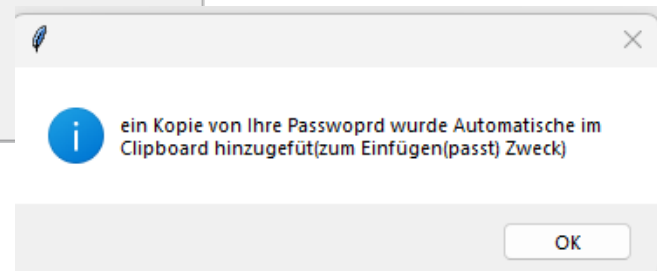 ein Kopie von Ihre Passwoprd wurde Automatische im
Clipboard hinzugefüt(zum Einfügen(passt) Zweck)
OK